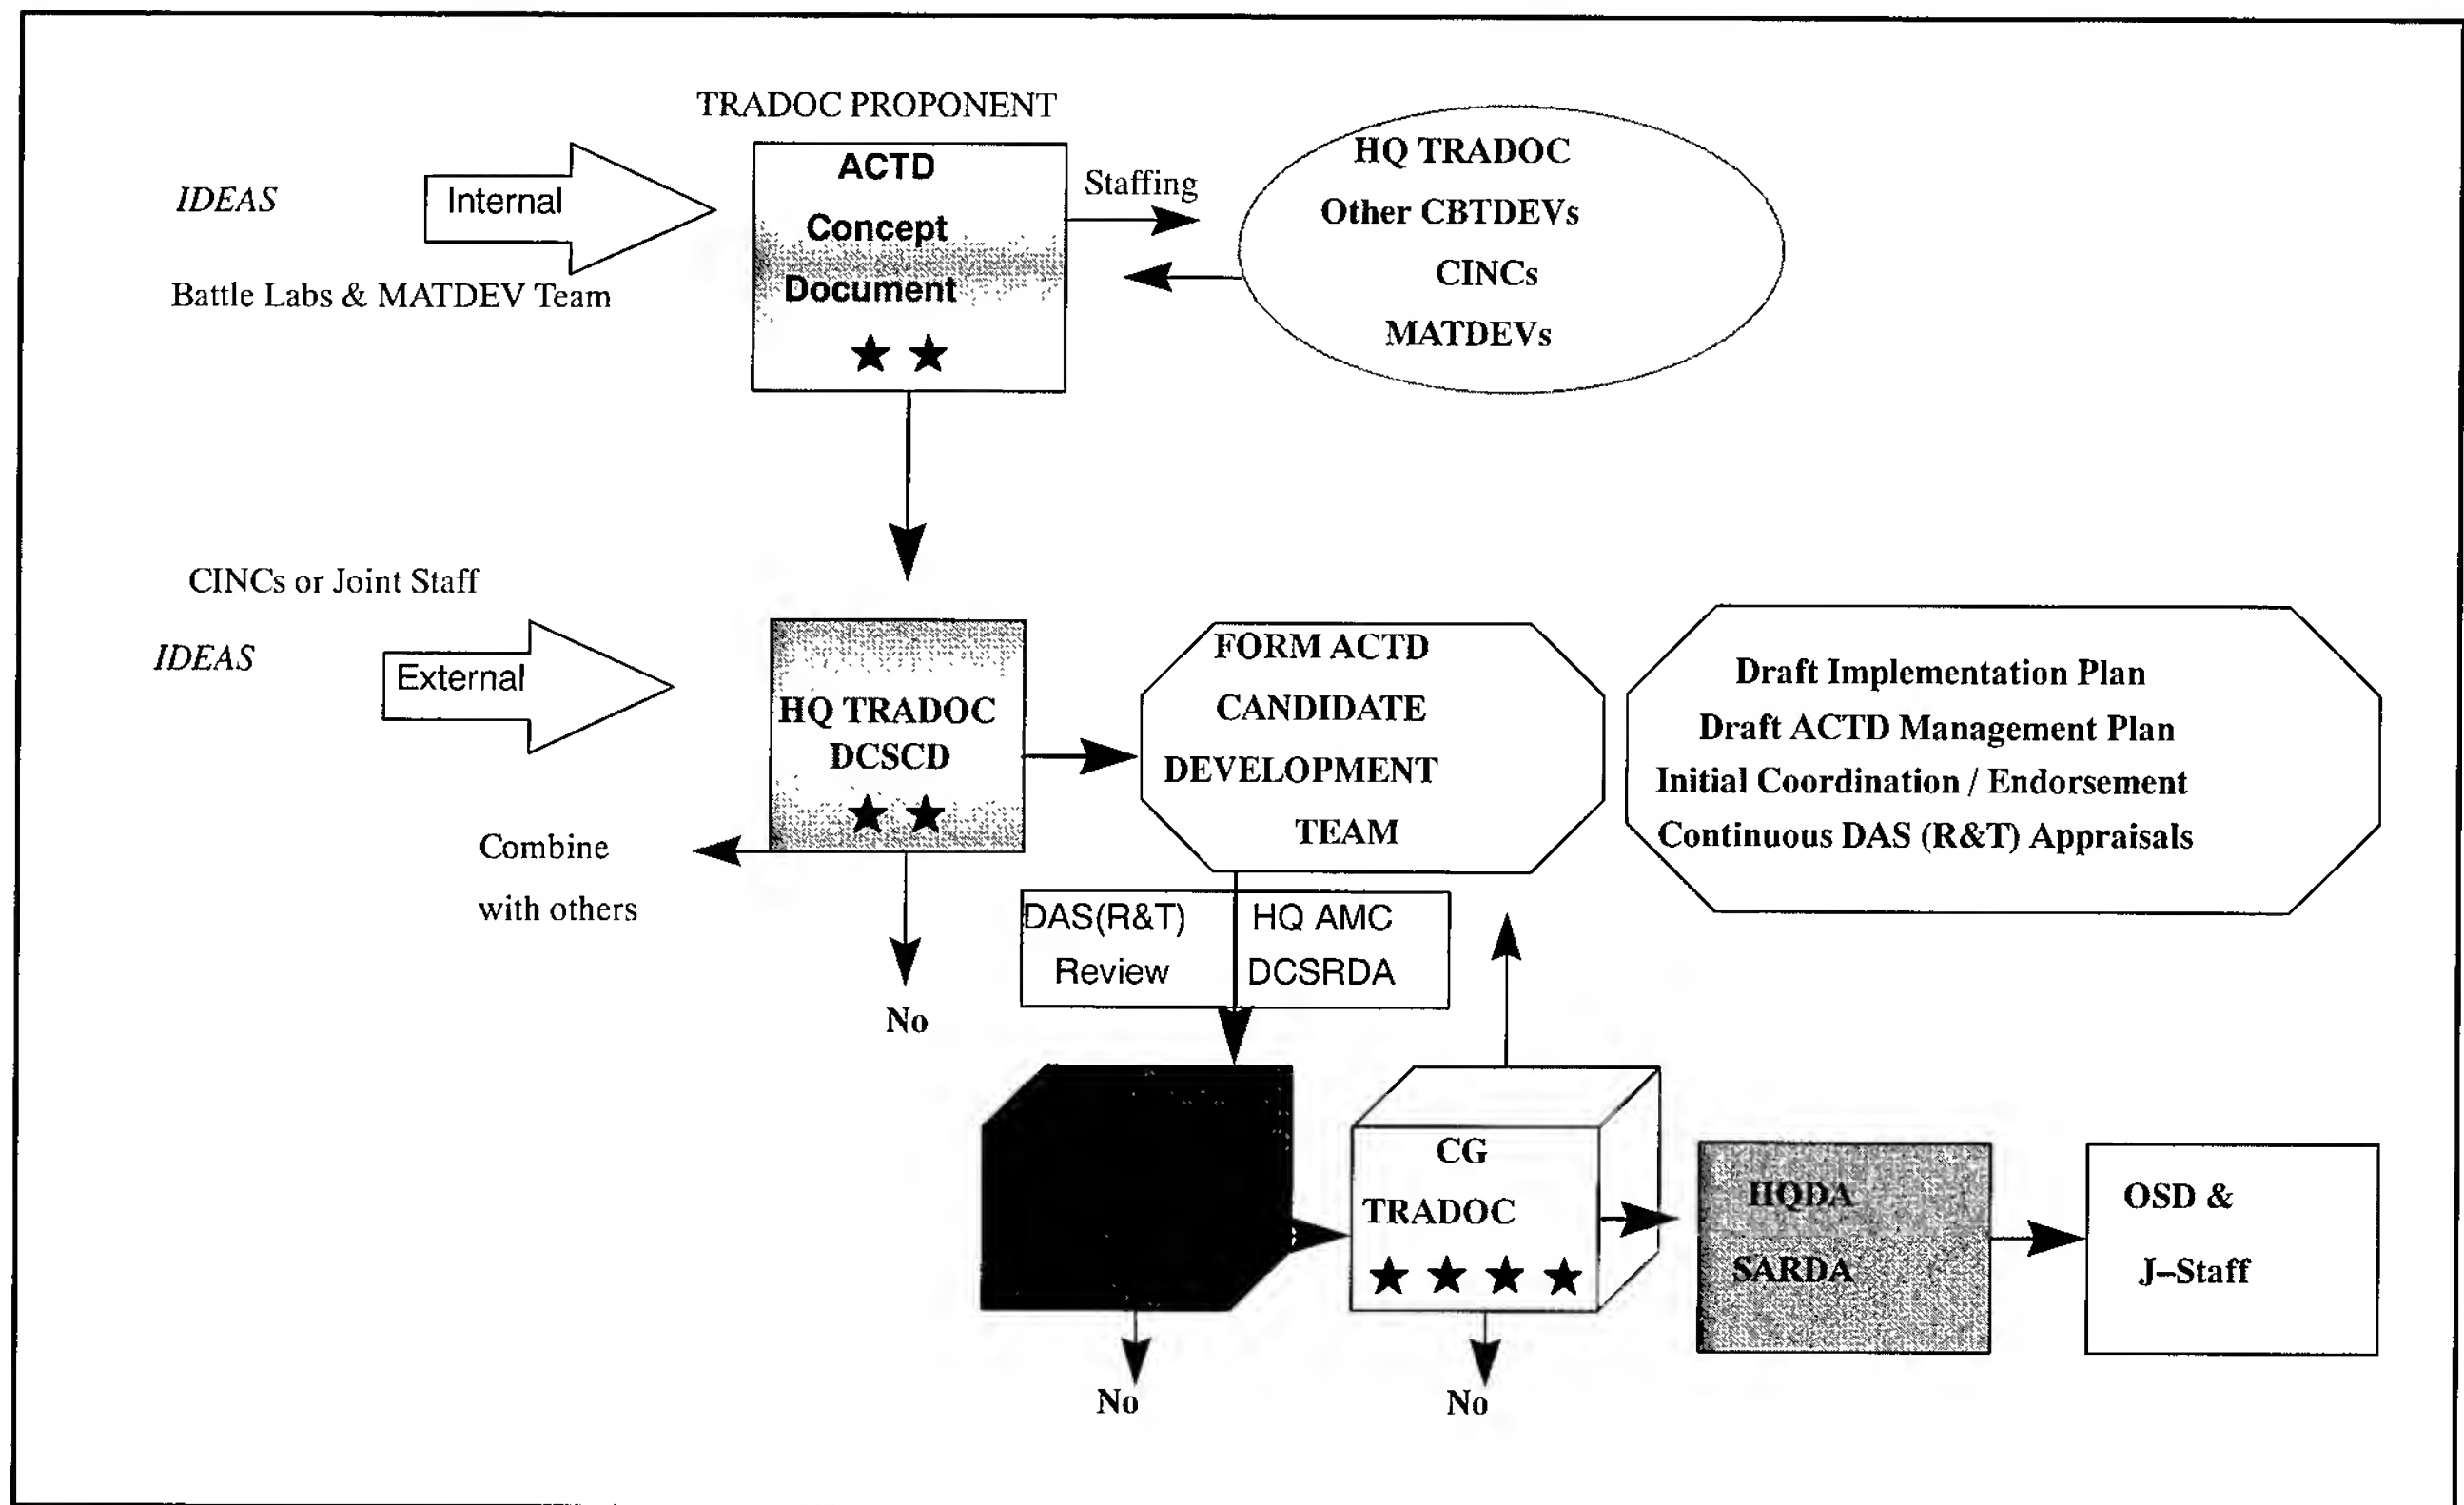 TRADOC PROPONENT
IDEAS
Internal
Battle Labs & MATDEV Team
ACTD
Concept
Document
Staffing
HQ TRADOC
Other CBTDEVs
CINCs
MATDEVs
CINCs or Joint Staff
IDEAS
External
HQ TRADOC
DCSCD
Combine
with others
No
FORM ACTD
CANDIDATE
DEVELOPMENT
TEAM
Draft Implementation Plan
Draft ACTD Management Plan
Initial Coordination / Endorsement
Continuous DAS (R&T) Appraisals
DAS(R&T)
Review
HQ AMC
DCSRDA
No
CG
TRADOC
No
HQDA
SARDA
OSD &
J–Staff